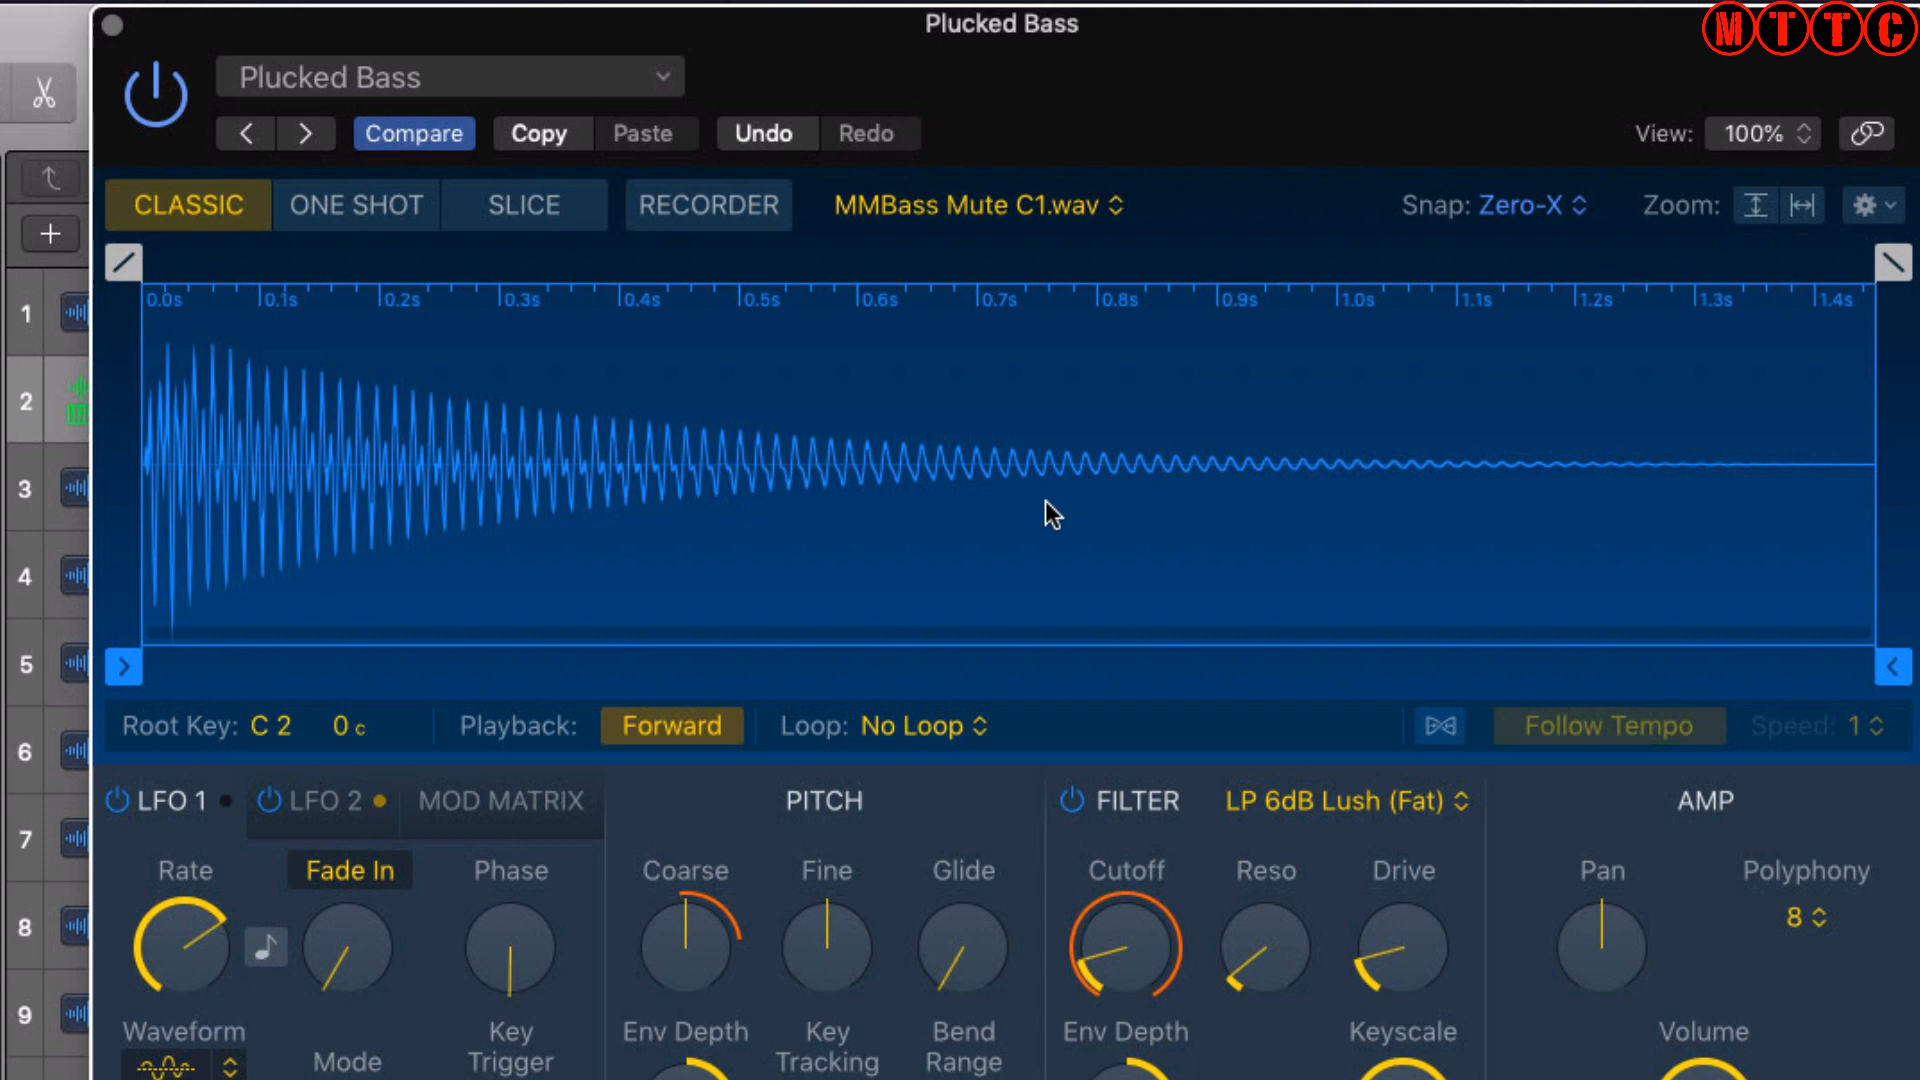 Plucked Bass
MTTC
Plucked Bass
Compare Copy Paste Undo Redo View: 100%
CLASSIC ONE SHOT SLICE RECORDER MMBass Mute C1.wav Snap: Zero-X Zoom:
0.0s 0.1s 0.2s 0.3s 0.4s 0.5s 0.6s 0.7s 0.8s 0.9s 1.0s 1.1s 1.2s 1.3s 1.4s
1
2
3
4
5
6
7
8
9
Root Key: C 2 0 c Playback: Forward Loop: No Loop Follow Tempo Speed: 1
LFO 1 LFO 2 MOD MATRIX PITCH FILTER LP 6dB Lush (Fat) AMP
Rate Fade In Phase Coarse Fine Glide Cutoff Reso Drive Pan Polyphony
8
Waveform Mode Key Trigger Env Depth Key Tracking Bend Range Env Depth Keyscale Volume